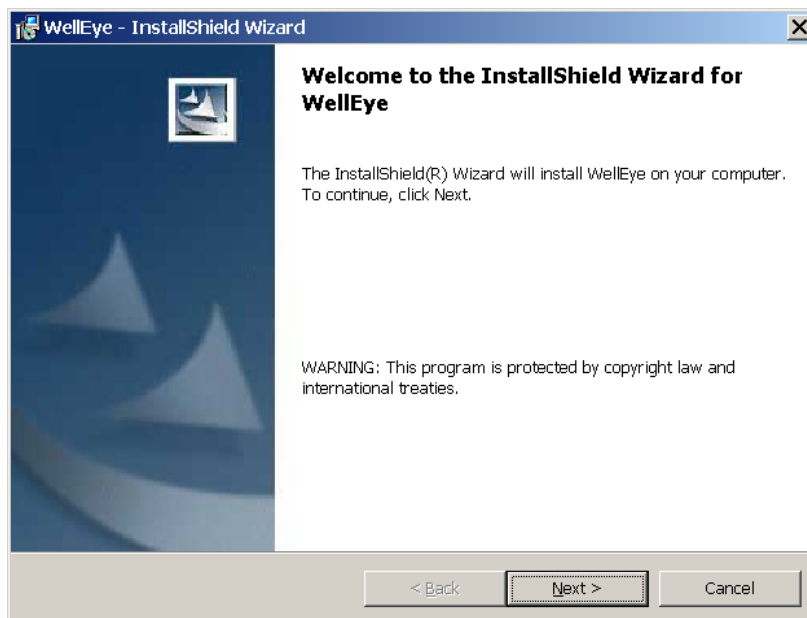 WellEye - InstallShield Wizard
Welcome to the InstallShield Wizard for
WellEye
The InstallShield(R) Wizard will install WellEye on your computer.
To continue, click Next.
WARNING: This program is protected by copyright law and
international treaties.
< Back
Next >
Cancel